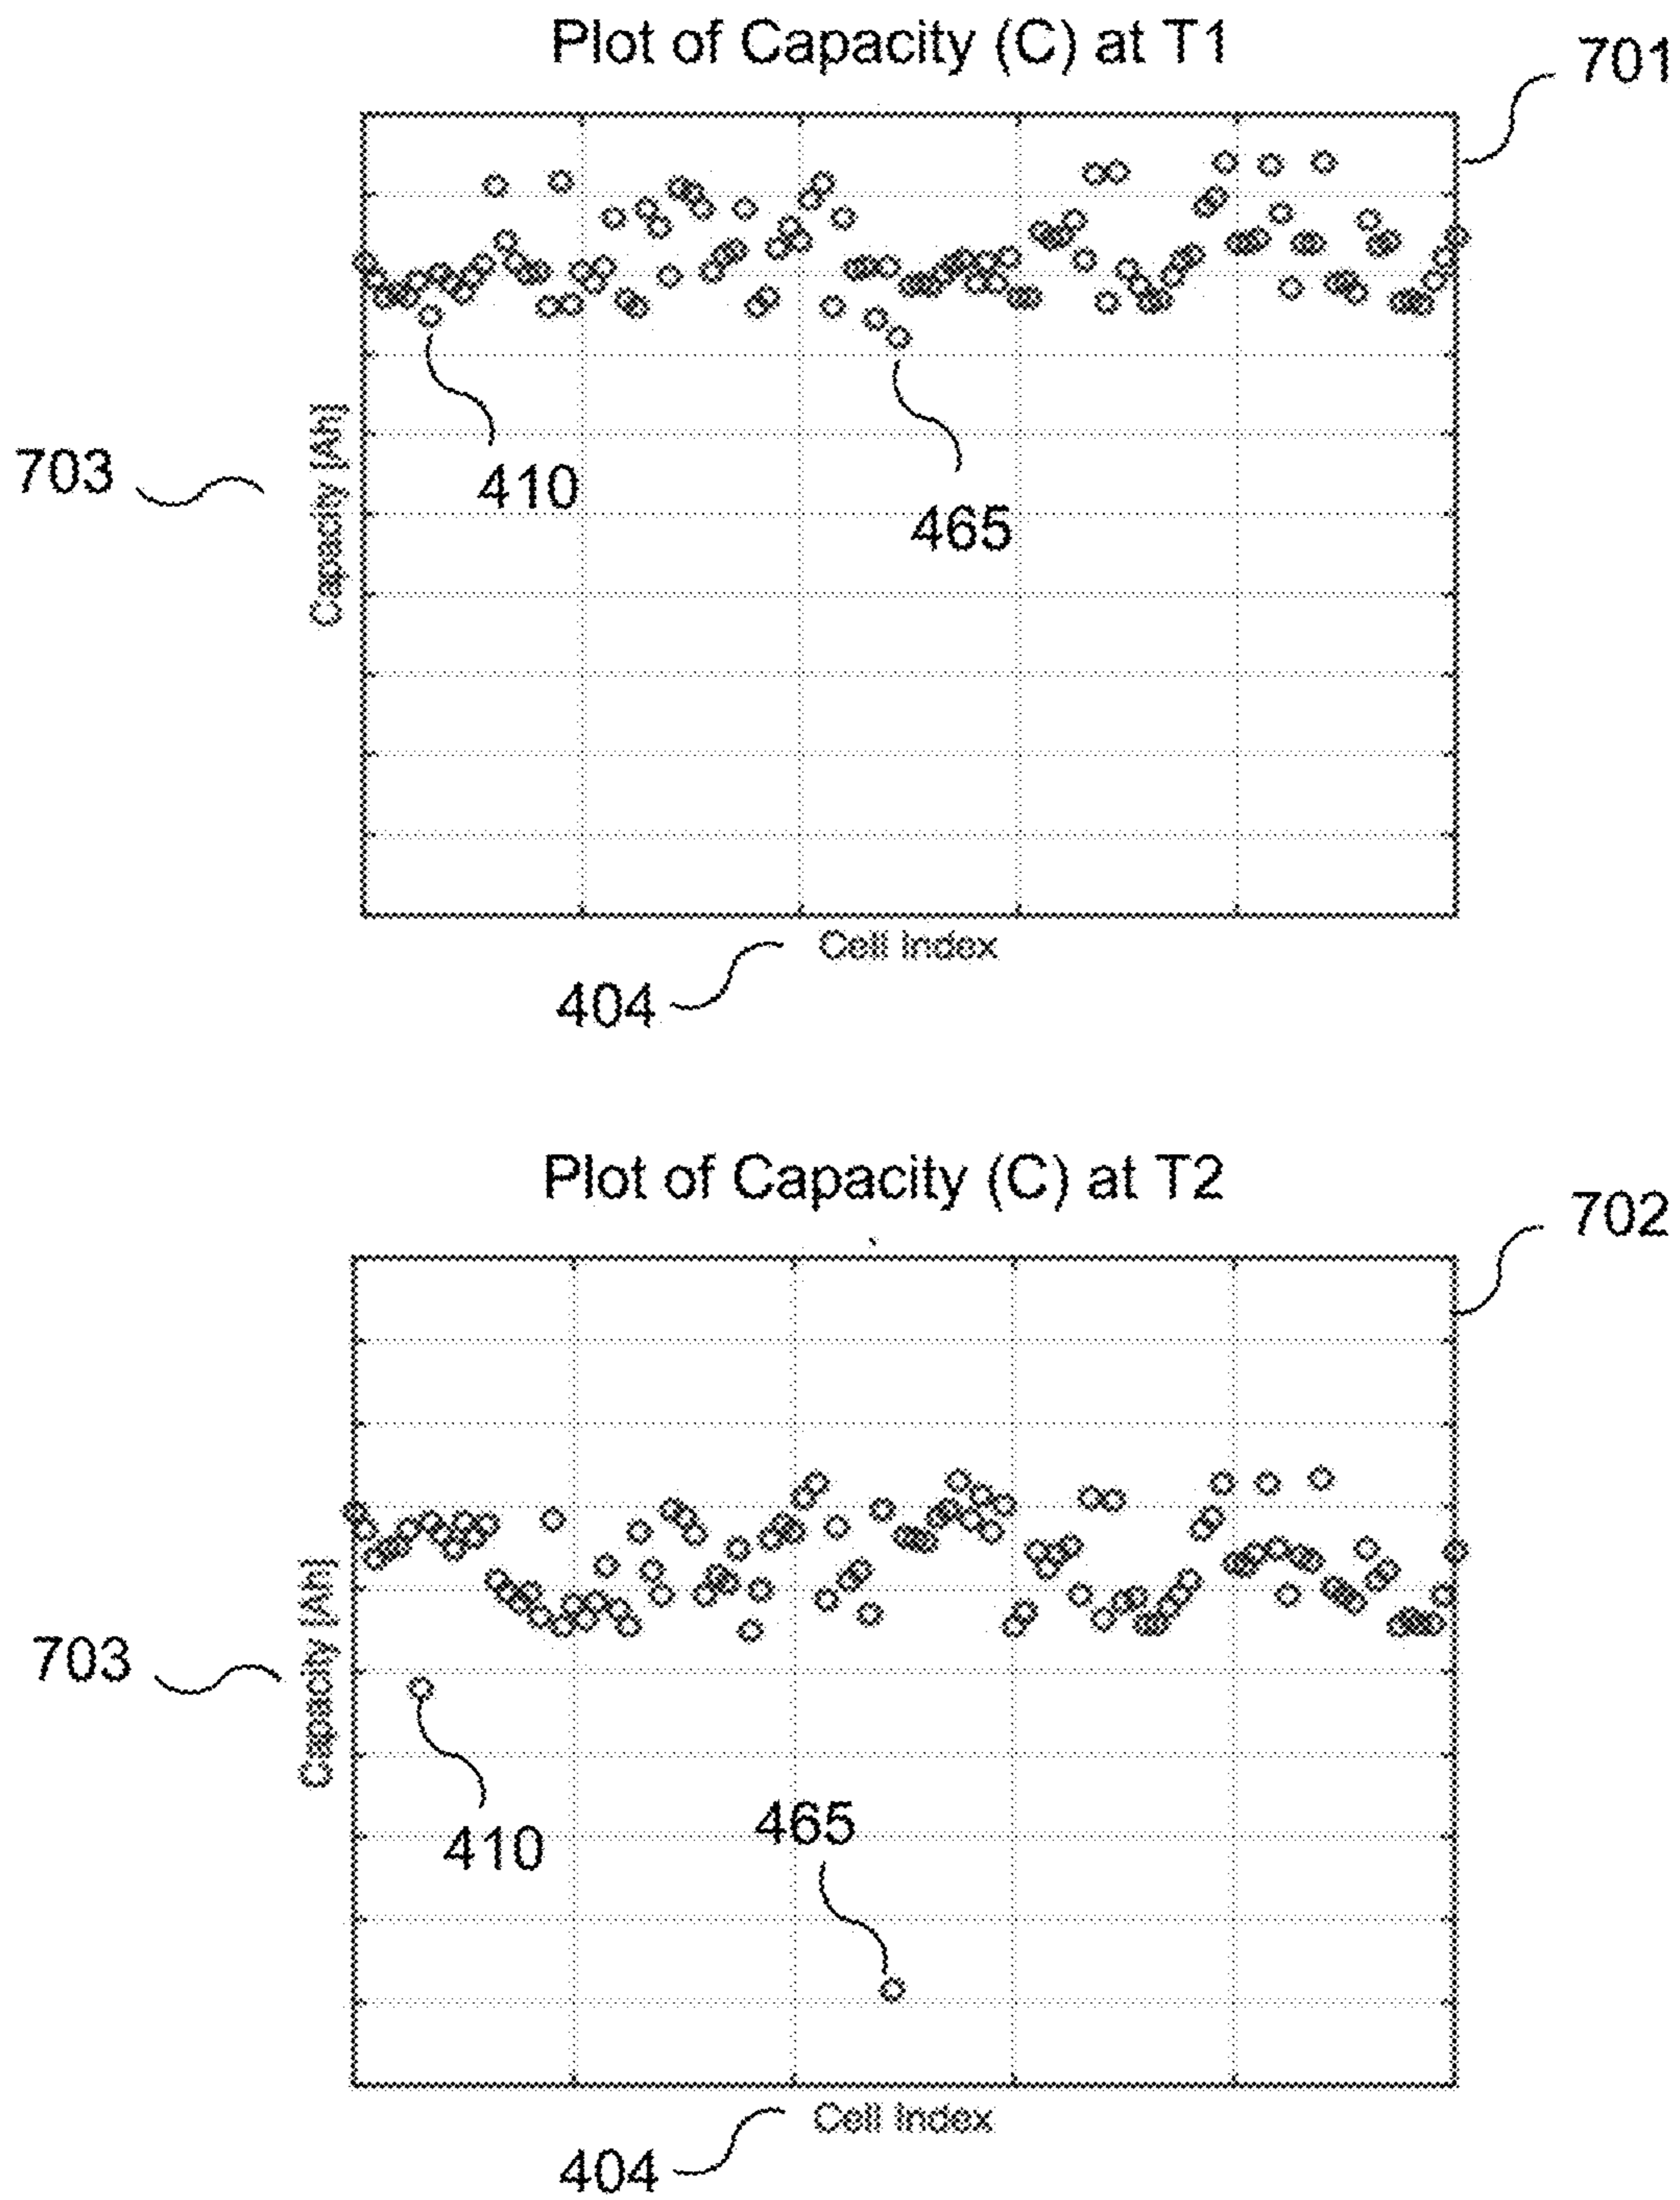 Plot of Capacity (C) at T1
701
703
Capacity [Ah]
410
465
Cell Index
404
Plot of Capacity (C) at T2
702
703
Capacity [Ah]
410
465
Cell Index
404